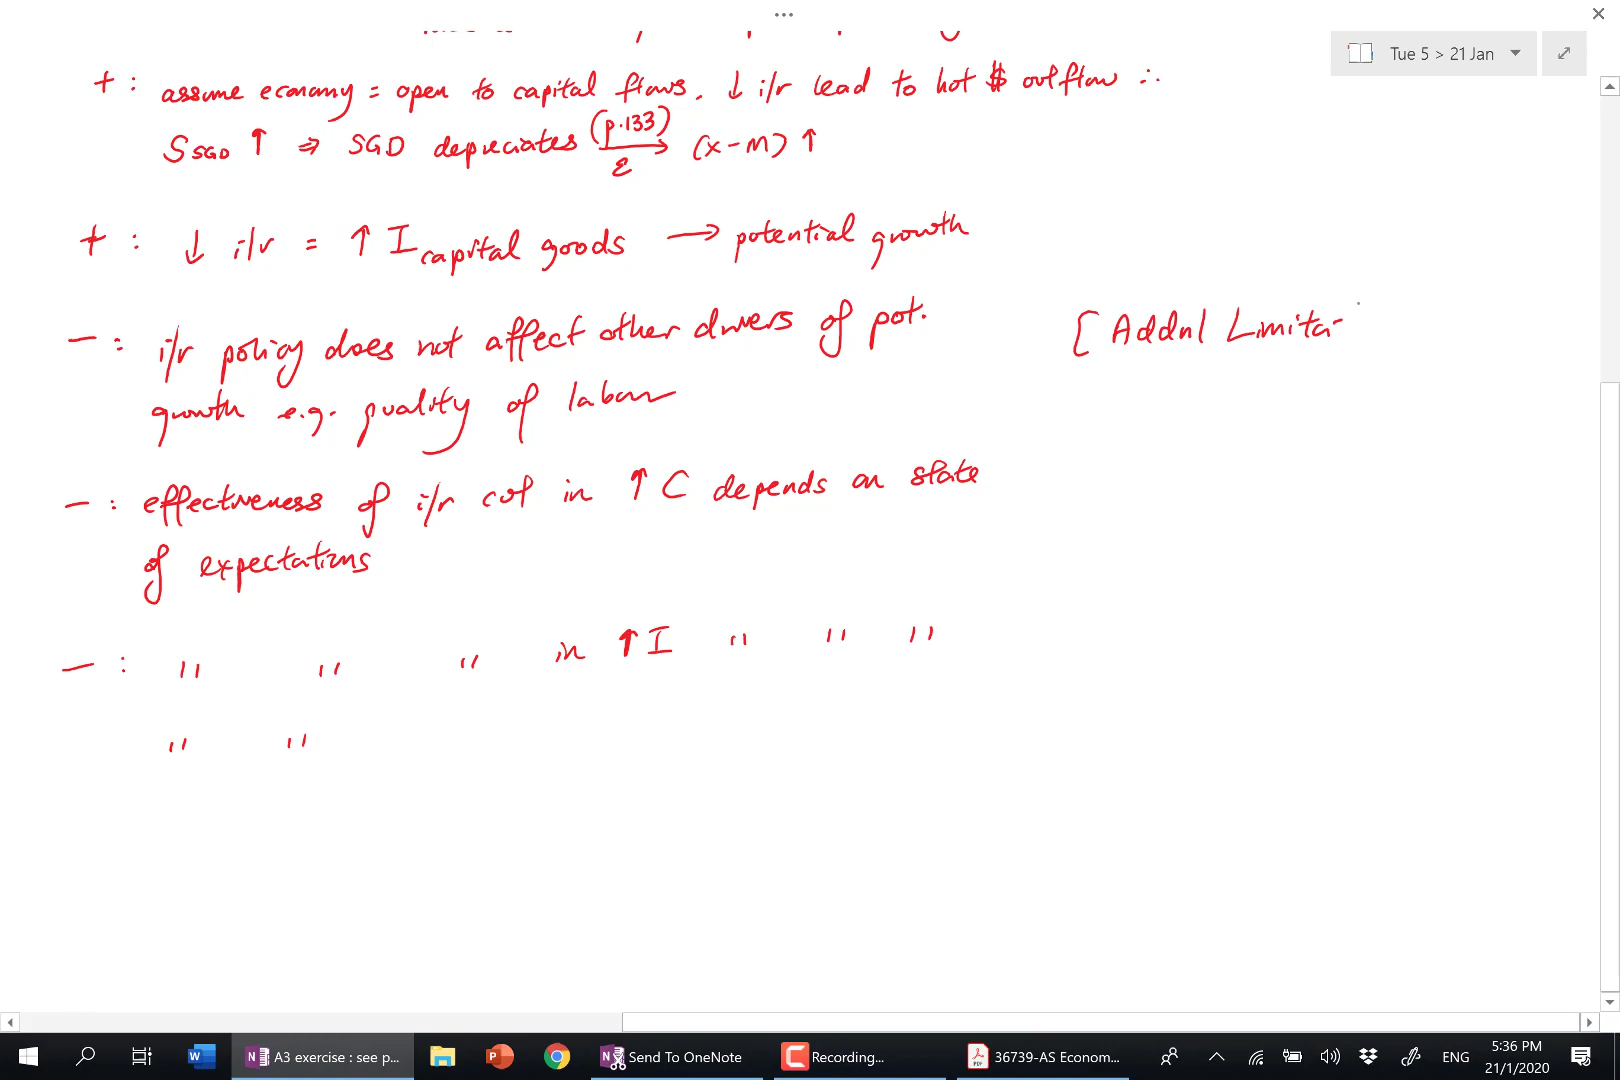 Tue 5 > 21 Jan
+ : assume economy = open to capital flows. ↓ i/r lead to hot $ outflow ∴
S SGD ↑ ⇒ SGD depreciates (p.133) → (X-M) ↑
ε
+ : ↓ i/r = ↑ I capital goods → potential growth
- : i/r policy does not affect other drivers of pot.
[ Addnl Limita-
growth e.g. quality of labour
- : effectiveness of i/r cut in ↑ C depends on state
of expectations
- : " " " in ↑ I " " "
" "
A3 exercise : see p...
Send To OneNote
Recording...
36739-AS Econom...
ENG
5:36 PM
21/1/2020